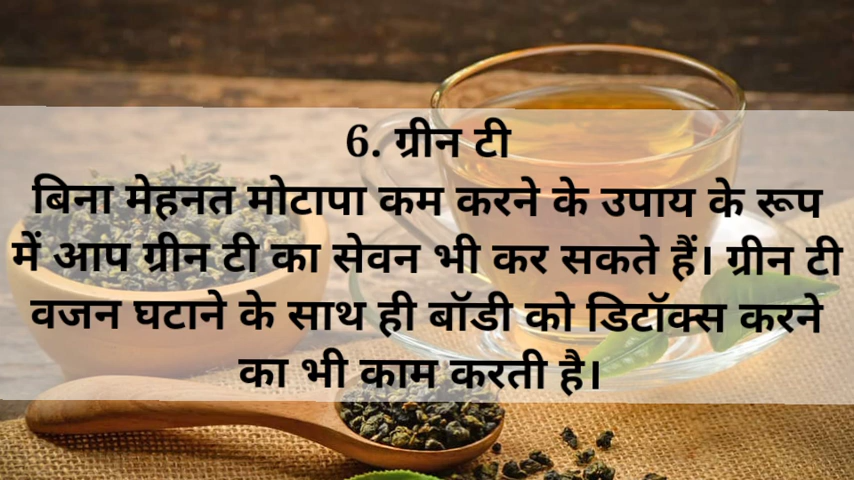 6. ग्रीन टी
बिना मेहनत मोटापा कम करने के उपाय के रूप
में आप ग्रीन टी का सेवन भी कर सकते हैं। ग्रीन टी
वजन घटाने के साथ ही बॉडी को डिटॉक्स करने
का भी काम करती है।